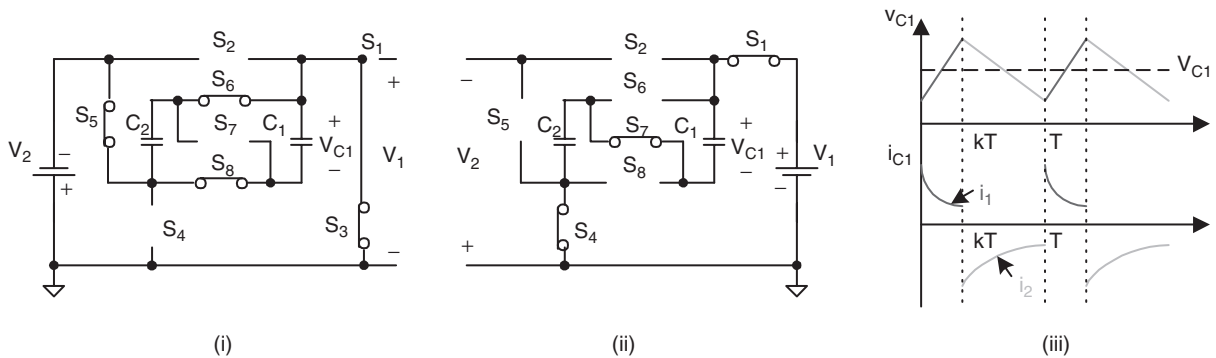 S2
S1
+
S6
S5
C2
S7
C1
+
VC1
−
V2
−
+
S8
V1
S4
S3
−
(i)
−
S2
S1
S6
S5
C2
S7
C1
+
VC1
−
V2
S8
+
−
V1
S4
+
(ii)
vC1
VC1
kT
T
iC1
i1
kT
T
i2
(iii)